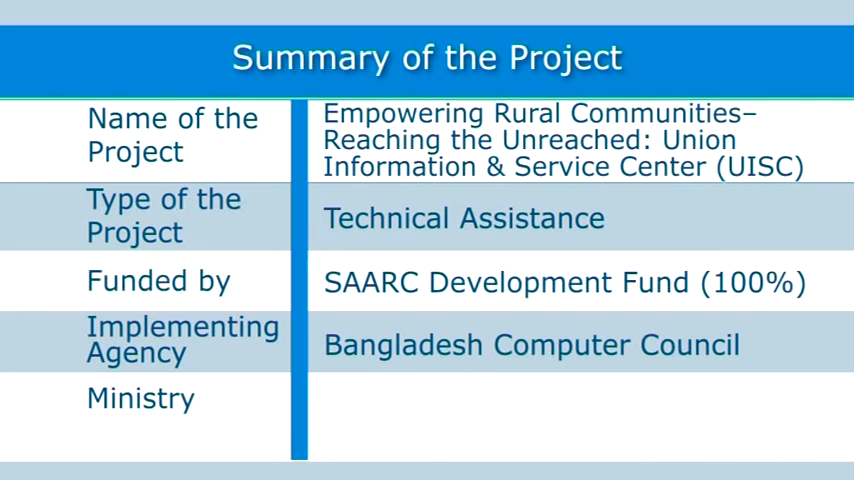 Summary of the Project
Name of the
Project
Empowering Rural Communities–
Reaching the Unreached: Union
Information & Service Center (UISC)
Type of the
Project
Technical Assistance
Funded by
SAARC Development Fund (100%)
Implementing
Agency
Bangladesh Computer Council
Ministry